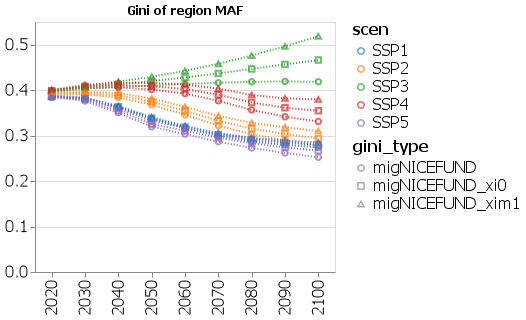 Gini of region MAF
0.5
0.4
0.3
0.2
0.1
0.0
2020
2030
2040
2050
2060
2070
2080
2090
2100
scen
SSP1
SSP2
SSP3
SSP4
SSP5
gini_type
migNICEFUND
migNICEFUND_xi0
migNICEFUND_xim1